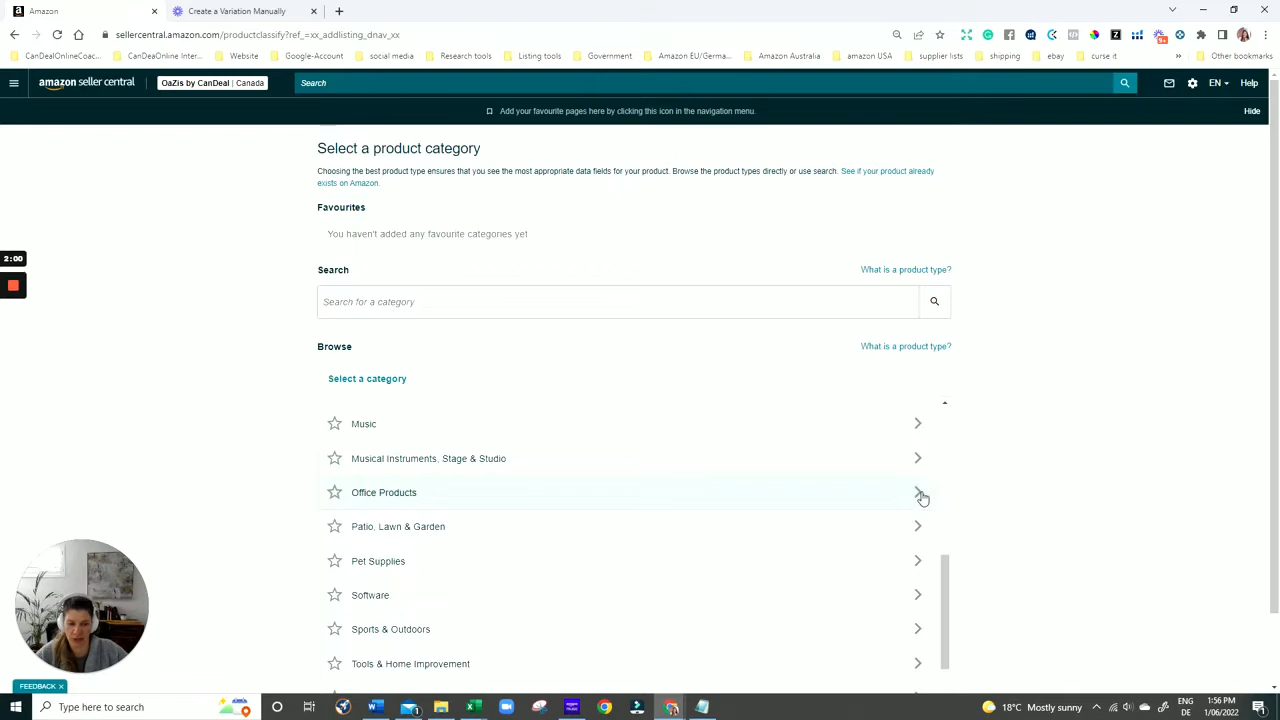 Amazon
Create a Variation Manually
sellercentral.amazon.com/productclassify?ref_=xx_addlisting_dnav_xx
CanDealOnlineCoac...
CanDeaOnline Inter...
Website
social media
Research tools
Listing tools
Government
Amazon EU/Germa...
Amazon Australia
amazon USA
supplier lists
shipping
ebay
curse it
»
Other bookmarks
amazon seller central
OaZis by CanDeal | Canada
Search
EN
Help
Add your favourite pages here by clicking this icon in the navigation menu.
Hide
Select a product category
Choosing the best product type ensures that you see the most appropriate data fields for your product. Browse the product types directly or use search. See if your product already
exists on Amazon.
Favourites
You haven't added any favourite categories yet
2:00
Search
What is a product type?
Search for a category
Browse
What is a product type?
Select a category
Music
Musical Instruments, Stage & Studio
Office Products
Patio, Lawn & Garden
Pet Supplies
Software
Sports & Outdoors
Tools & Home Improvement
FEEDBACK
Type here to search
18°C Mostly sunny
ENG
DE
1:56 PM
1/06/2022